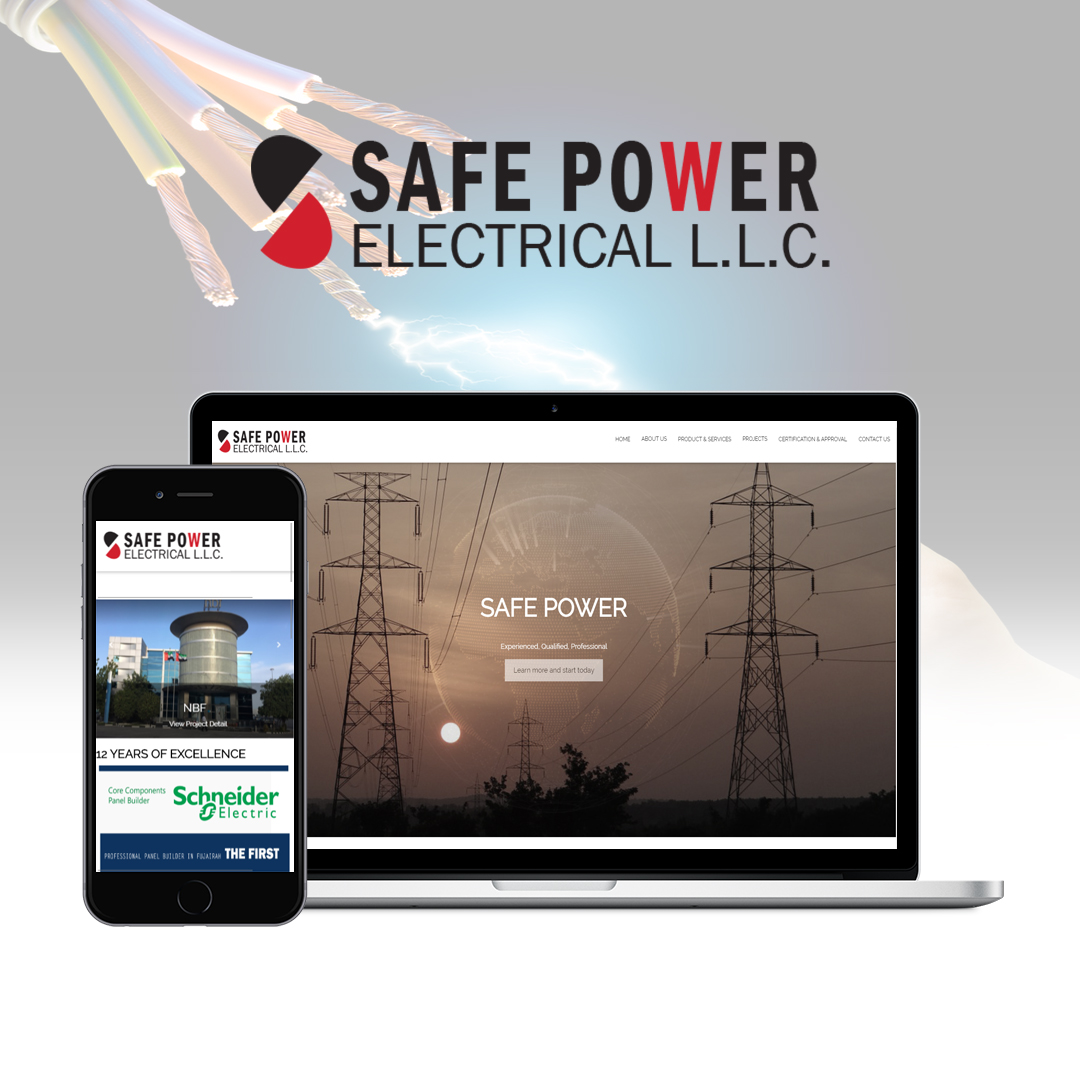 SAFE POWER
ELECTRICAL L.L.C.
SAFE POWER
ELECTRICAL L.L.C.
HOME ABOUT US PRODUCT & SERVICES PROJECTS CERTIFICATION & APPROVAL CONTACT US
SAFE POWER
Experienced, Qualified, Professional
Learn more and start today
SAFE POWER
ELECTRICAL L.L.C.
NBF
View Project Detail
12 YEARS OF EXCELLENCE
Core Components
Panel Builder
Schneider
Electric
PROFESSIONAL PANEL BUILDER IN FUJAIRAH THE FIRST